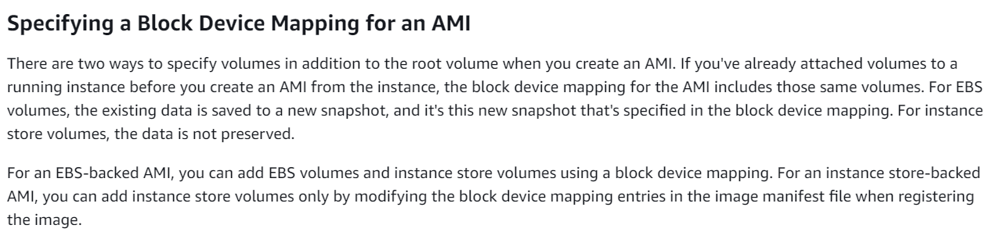 Specifying a Block Device Mapping for an AMI
There are two ways to specify volumes in addition to the root volume when you create an AMI. If you've already attached volumes to a
running instance before you create an AMI from the instance, the block device mapping for the AMI includes those same volumes. For EBS
volumes, the existing data is saved to a new snapshot, and it's this new snapshot that's specified in the block device mapping. For instance
store volumes, the data is not preserved.
For an EBS-backed AMI, you can add EBS volumes and instance store volumes using a block device mapping. For an instance store-backed
AMI, you can add instance store volumes only by modifying the block device mapping entries in the image manifest file when registering
the image.